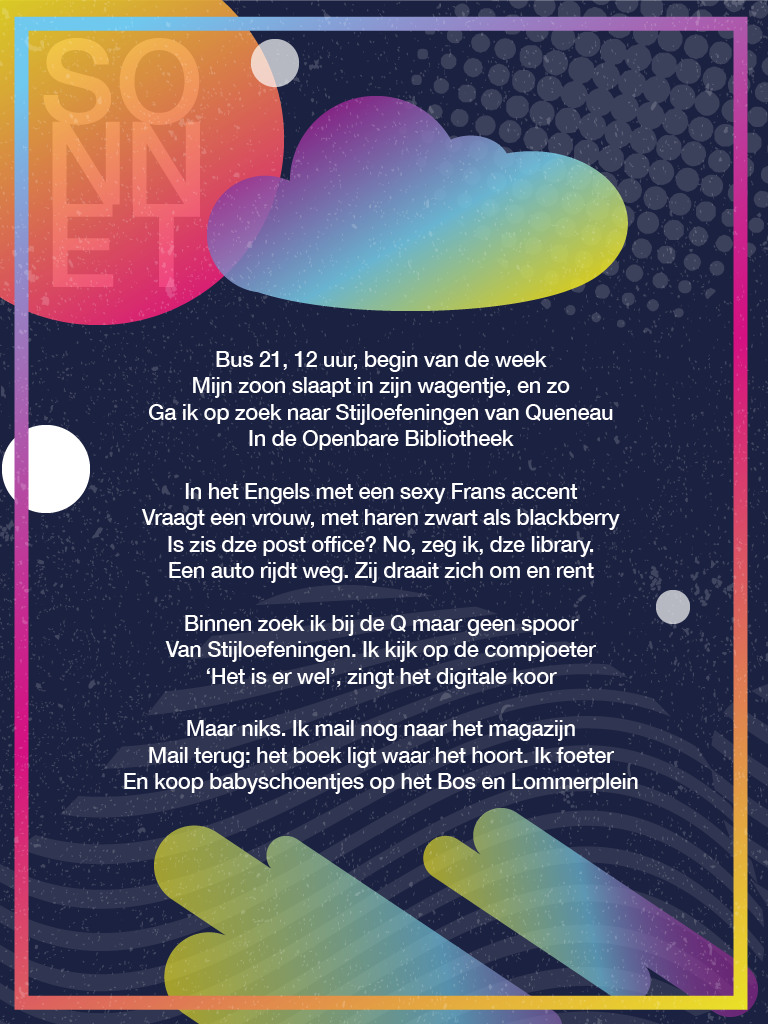 SO
NN
ET
Bus 21, 12 uur, begin van de week
Mijn zoon slaapt in zijn wagentje, en zo
Ga ik op zoek naar Stijloefeningen van Queneau
In de Openbare Bibliotheek
In het Engels met een sexy Frans accent
Vraagt een vrouw, met haren zwart als blackberry
Is zis dze post office? No, zeg ik, dze library.
Een auto rijdt weg. Zij draait zich om en rent
Binnen zoek ik bij de Q maar geen spoor
Van Stijloefeningen. Ik kijk op de compjoeter
‘Het is er wel’, zingt het digitale koor
Maar niks. Ik mail nog naar het magazijn
Mail terug: het boek ligt waar het hoort. Ik foeter
En koop babyschoentjes op het Bos en Lommerplein